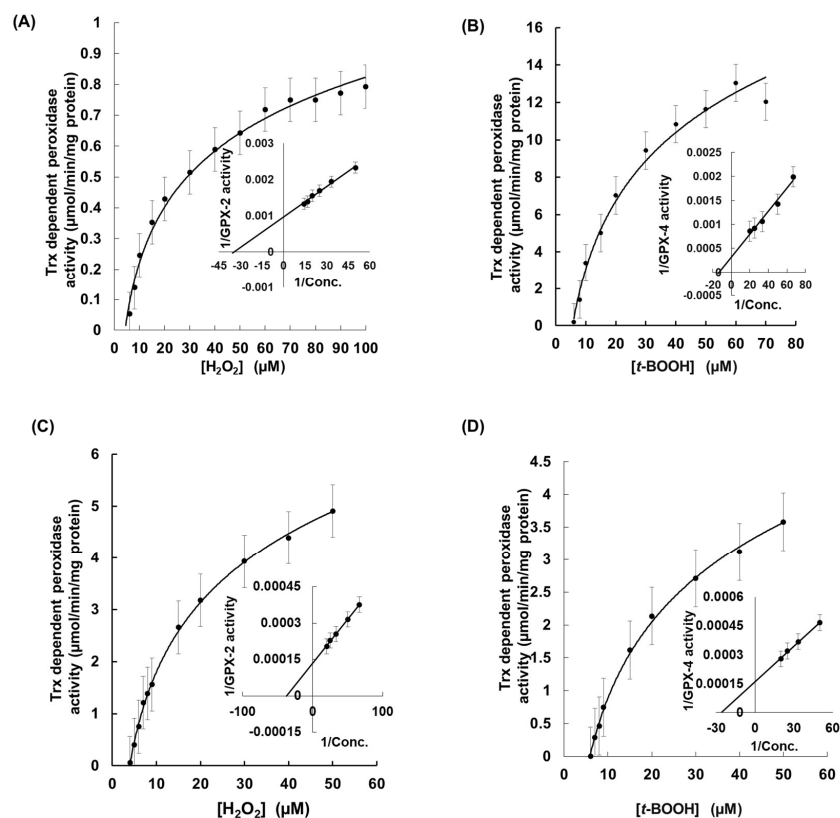 (A)
Trx dependent peroxidase
activity (µmol/min/mg protein)
1
0.9
0.8
0.7
0.6
0.5
0.4
0.3
0.2
0.1
0
0 10 20 30 40 50 60 70 80 90 100
[H2O2] (µM)
1/GPX-2 activity
0.003
0.002
0.001
0
-0.001
-45 -30 -15 0 15 30 45 60
1/Conc.
(B)
Trx dependent peroxidase
activity (µmol/min/mg protein)
16
14
12
10
8
6
4
2
0
0 10 20 30 40 50 60 70 80
[t-BOOH] (µM)
1/GPX-4 activity
0.0025
0.002
0.0015
0.001
0.0005
0
-0.0005
-20 0 20 40 60 80
1/Conc.
(C)
Trx dependent peroxidase
activity (µmol/min/mg protein)
6
5
4
3
2
1
0
0 10 20 30 40 50 60
[H2O2] (µM)
1/GPX-2 activity
0.00045
0.0003
0.00015
0
-0.00015
-100 0 100
1/Conc.
(D)
Trx dependent peroxidase
activity (µmol/min/mg protein)
4.5
4
3.5
3
2.5
2
1.5
1
0.5
0
0 10 20 30 40 50 60
[t-BOOH] (µM)
1/GPX-4 activity
0.0006
0.00045
0.0003
0.00015
0
-30 0 30 60
1/Conc.